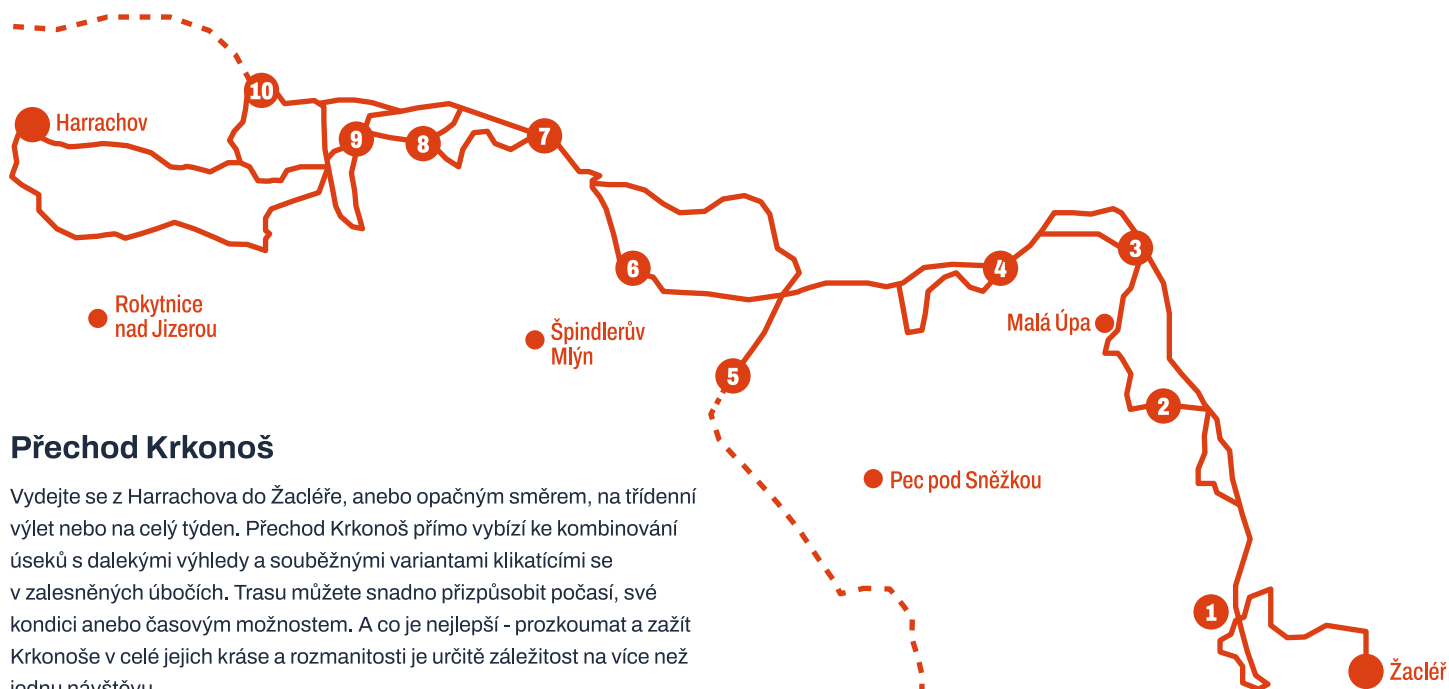 10
Harrachov
9
8
7
3
6
4
Rokytnice
nad Jizerou
Malá Úpa
Špindlerův
Mlýn
5
2
Přechod Krkonoš
Pec pod Sněžkou
Vydejte se z Harrachova do Žacléře, anebo opačným směrem, na třídenní
výlet nebo na celý týden. Přechod Krkonoš přímo vybízí ke kombinování
úseků s dalekými výhledy a souběžnými variantami klikatícími se
v zalesněných úbočích. Trasu můžete snadno přizpůsobit počasí, své
kondici anebo časovým možnostem. A co je nejlepší - prozkoumat a zažít
Krkonoše v celé jejich kráse a rozmanitosti je určitě záležitost na více než
jednu návštěvu
1
Žacléř